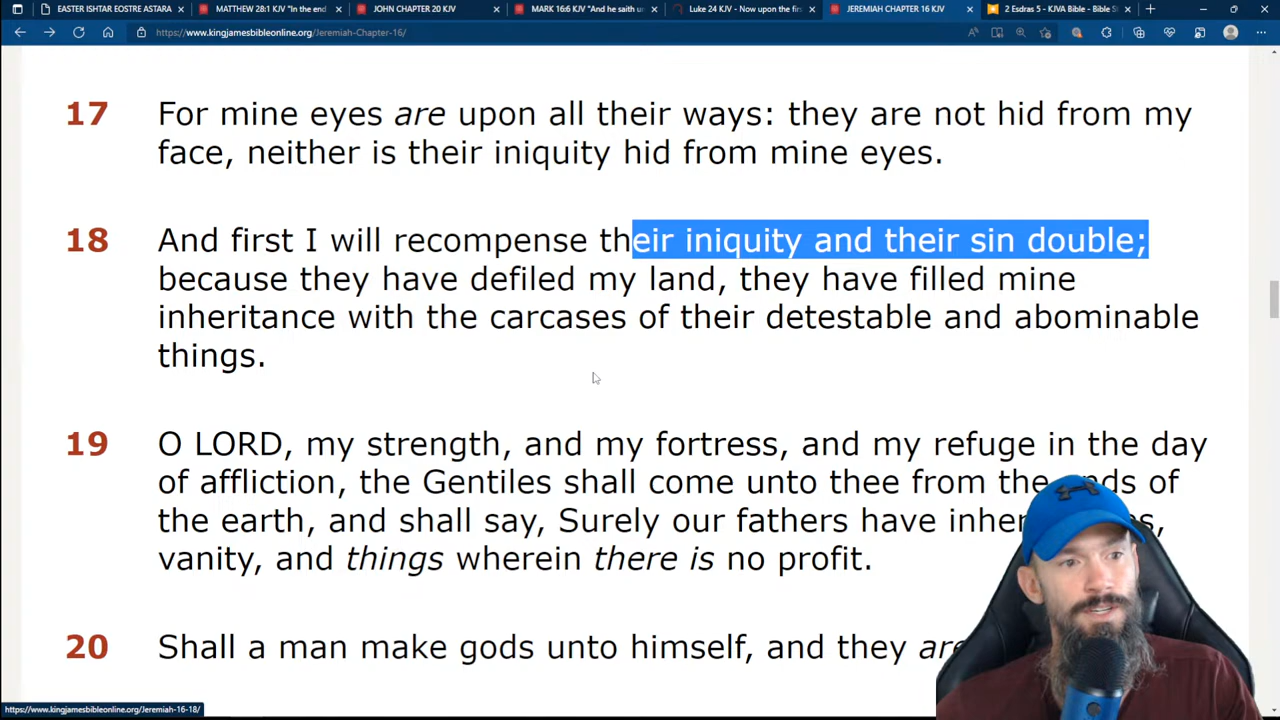 EASTER ISHTAR EOSTRE ASTARA
MATTHEW 28:1 KJV "In the end
JOHN CHAPTER 20 KJV
MARK 16:6 KJV "And he saith un
Luke 24 KJV - Now upon the firs
JEREMIAH CHAPTER 16 KJV
2 Esdras 5 - KJVA Bible - Bible St
https://www.kingjamesbibleonline.org/Jeremiah-Chapter-16/
17 For mine eyes are upon all their ways: they are not hid from my
face, neither is their iniquity hid from mine eyes.
18 And first I will recompense their iniquity and their sin double;
because they have defiled my land, they have filled mine
inheritance with the carcases of their detestable and abominable
things.
19 O LORD, my strength, and my fortress, and my refuge in the day
of affliction, the Gentiles shall come unto thee from the ends of
the earth, and shall say, Surely our fathers have inher
vanity, and things wherein there is no profit.
20 Shall a man make gods unto himself, and they are
https://www.kingjamesbibleonline.org/Jeremiah-16-18/